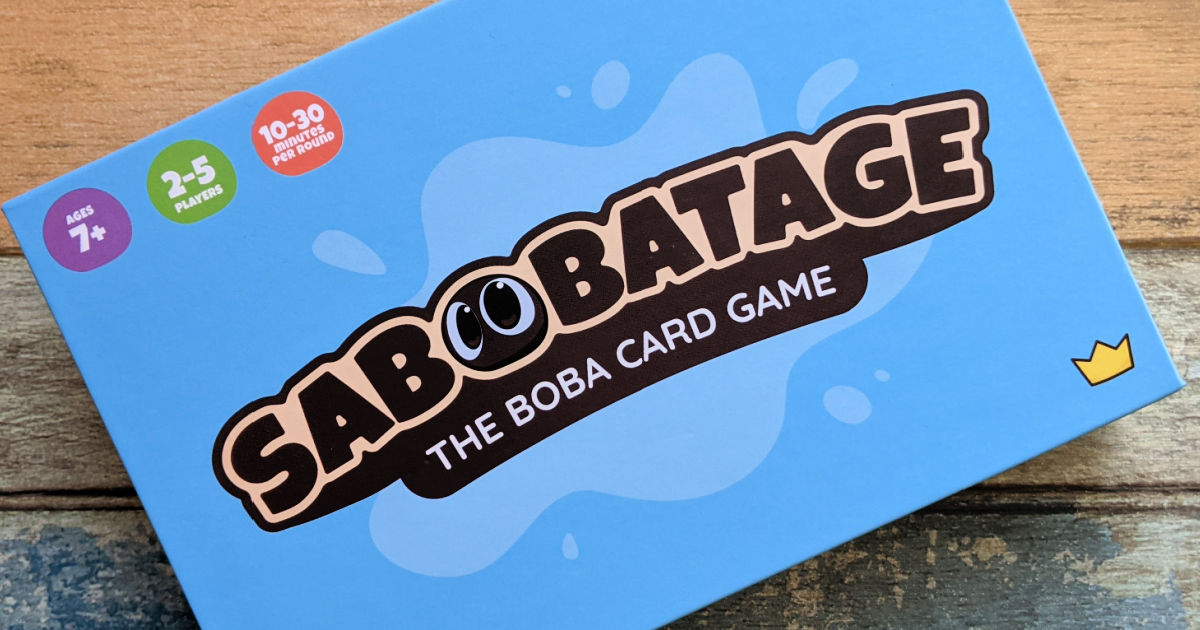 AGES
7+
2-5
PLAYERS
10-30
MINUTES
PER ROUND
SABOOBATAGE
THE BOBA CARD GAME